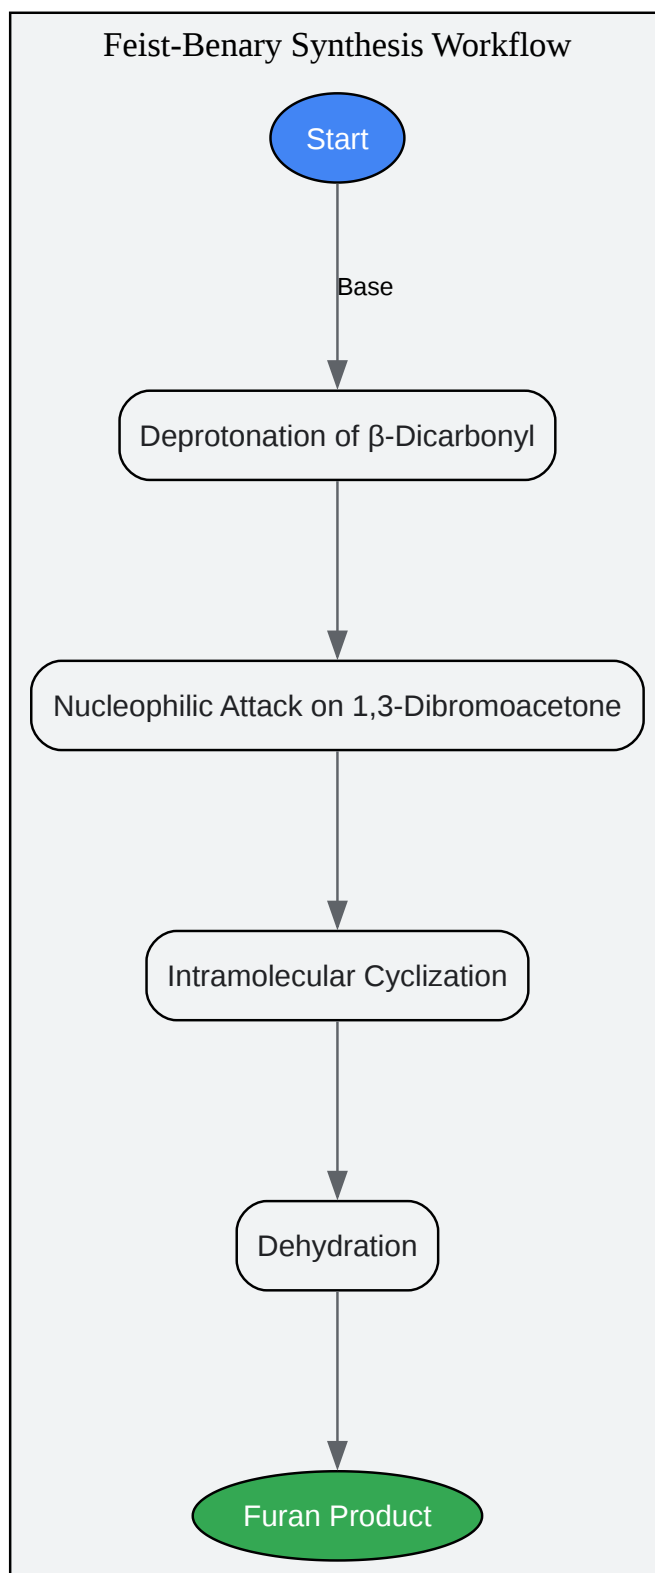 Feist-Benary Synthesis Workflow
Start
Base
Deprotonation of β-Dicarbonyl
Nucleophilic Attack on 1,3-Dibromoacetone
Intramolecular Cyclization
Dehydration
Furan Product